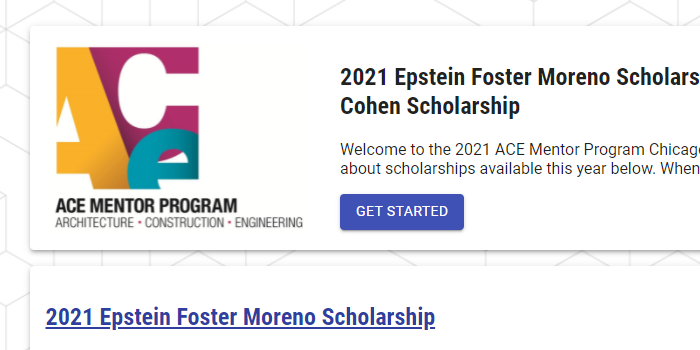 ACe
ACE MENTOR PROGRAM
ARCHITECTURE • CONSTRUCTION • ENGINEERING
2021 Epstein Foster Moreno Scholars
Cohen Scholarship
Welcome to the 2021 ACE Mentor Program Chicago
about scholarships available this year below. When
GET STARTED
2021 Epstein Foster Moreno Scholarship